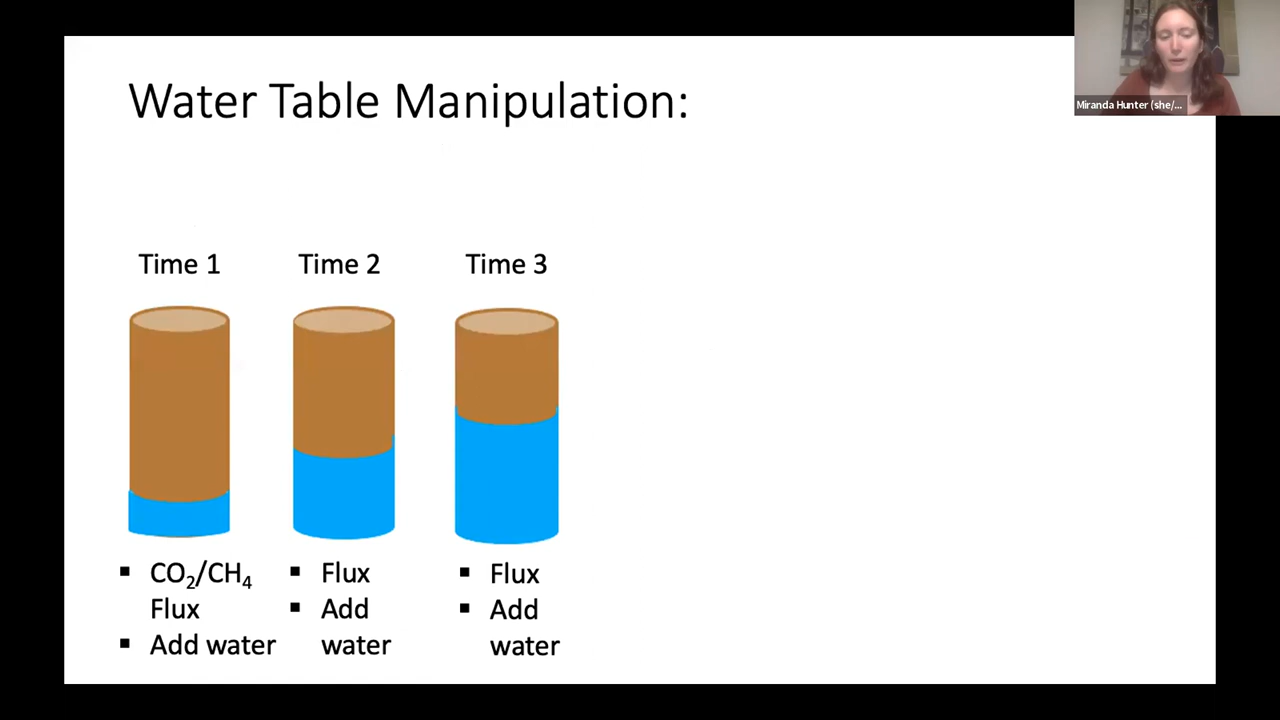 Miranda Hunter (she/...
Water Table Manipulation:
Time 1
Time 2
Time 3
▪ CO₂/CH₄
Flux
▪ Add water
▪ Flux
▪ Add
water
▪ Flux
▪ Add
water